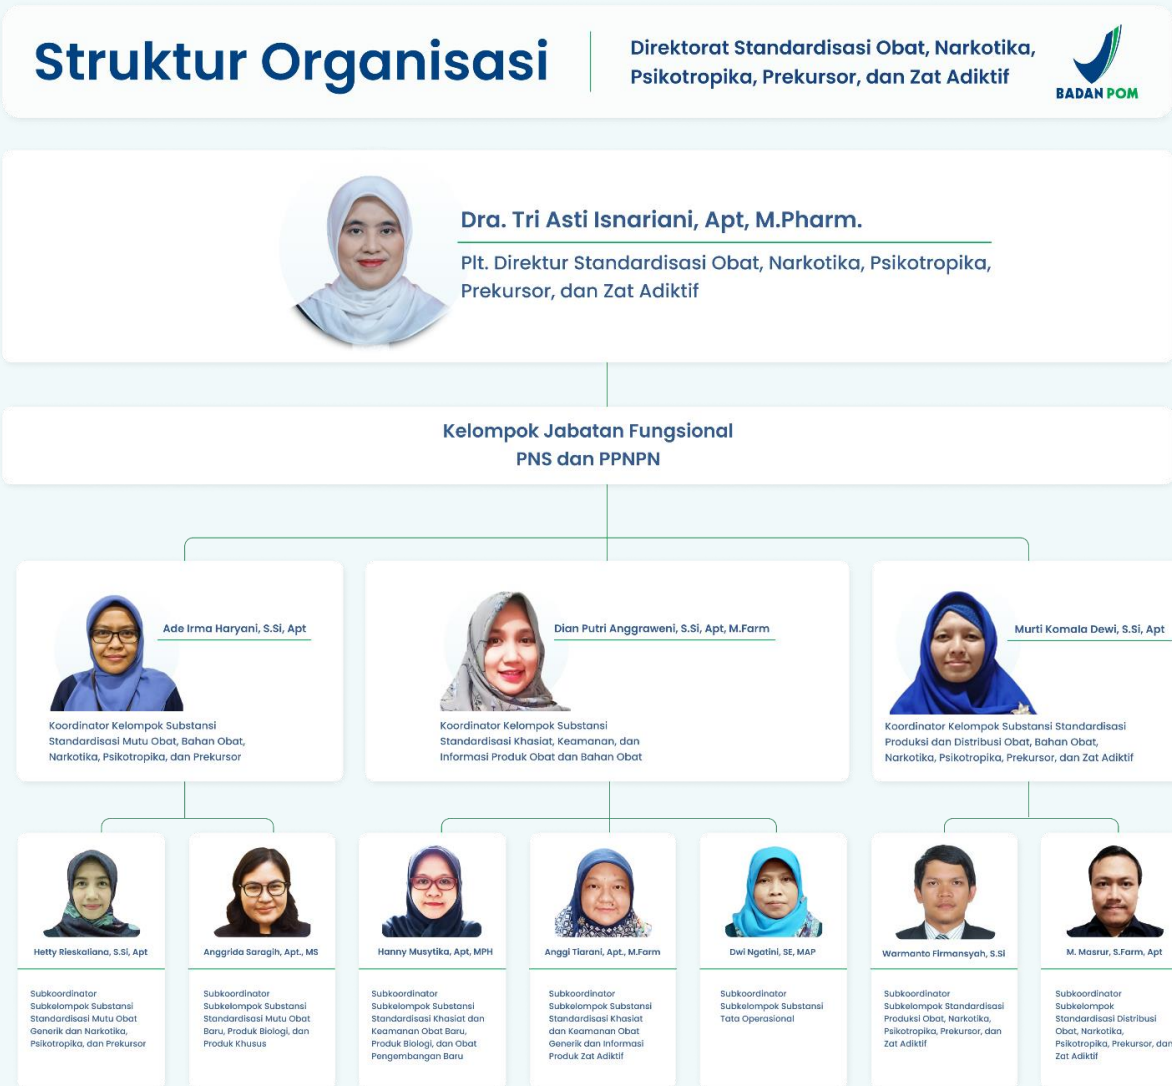 Struktur Organisasi
Direktorat Standardisasi Obat, Narkotika,
Psikotropika, Prekursor, dan Zat Adiktif
BADAN POM
Dra. Tri Asti Isnariani, Apt, M.Pharm.
Plt. Direktur Standardisasi Obat, Narkotika, Psikotropika,
Prekursor, dan Zat Adiktif
Kelompok Jabatan Fungsional
PNS dan PPNPN
Ade Irma Haryani, S.Si, Apt
Koordinator Kelompok Substansi
Standardisasi Mutu Obat, Bahan Obat,
Narkotika, Psikotropika, dan Prekursor
Dian Putri Anggraweni, S.Si, Apt, M.Farm
Koordinator Kelompok Substansi
Standardisasi Khasiat, Keamanan, dan
Informasi Produk Obat dan Bahan Obat
Murti Komala Dewi, S.Si, Apt
Koordinator Kelompok Substansi Standardisasi
Produksi dan Distribusi Obat, Bahan Obat,
Narkotika, Psikotropika, Prekursor, dan Zat Adiktif
Hetty Rieskaliana, S.Si, Apt
Subkoordinator
Subkelompok Substansi
Standardisasi Mutu Obat
Generik dan Narkotika,
Psikotropika, dan Prekursor
Anggrida Saragih, Apt., MS
Subkoordinator
Subkelompok Substansi
Standardisasi Mutu Obat
Baru, Produk Biologi, dan
Produk Khusus
Hanny Musytika, Apt, MPH
Subkoordinator
Subkelompok Substansi
Standardisasi Khasiat dan
Keamanan Obat Baru,
Produk Biologi, dan Obat
Pengembangan Baru
Anggi Tiarani, Apt., M.Farm
Subkoordinator
Subkelompok Substansi
Standardisasi Khasiat
dan Keamanan Obat
Generik dan Informasi
Produk Zat Adiktif
Dwi Ngatini, SE, MAP
Subkoordinator
Subkelompok Substansi
Tata Operasional
Warmanto Firmansyah, S.Si
Subkoordinator
Subkelompok Standardisasi
Produksi Obat, Narkotika,
Psikotropika, Prekursor, dan
Zat Adiktif
M. Masrur, S.Farm, Apt
Subkoordinator
Subkelompok
Standardisasi Distribusi
Obat, Narkotika,
Psikotropika, Prekursor, dan
Zat Adiktif